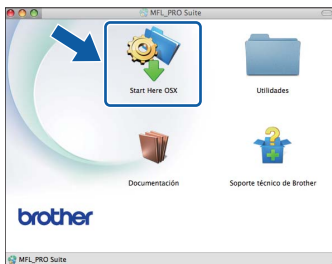 MFL_PRO Suite
Start Here OSX
Utilidades
Documentación
Soporte técnico de Brother
brother
MFL_PRO Suite